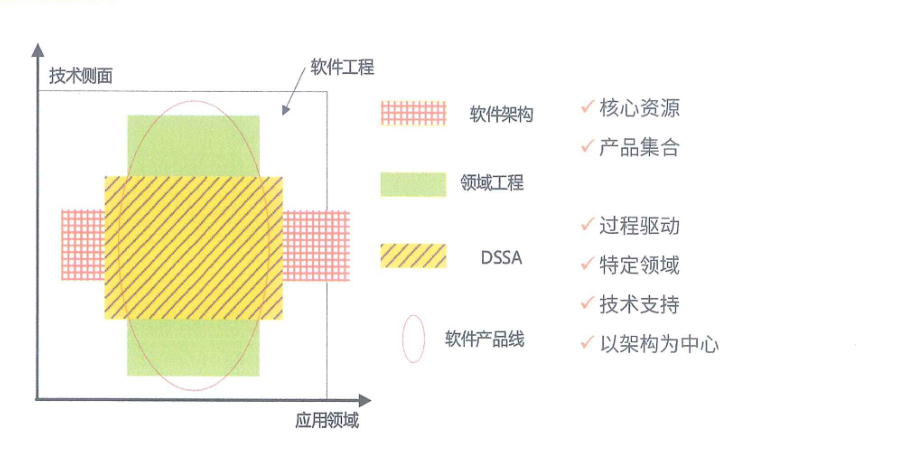 技术侧面
软件工程
软件架构
领域工程
DSSA
软件产品线
应用领域
✓核心资源
✓产品集合
✓过程驱动
✓特定领域
✓技术支持
✓以架构为中心